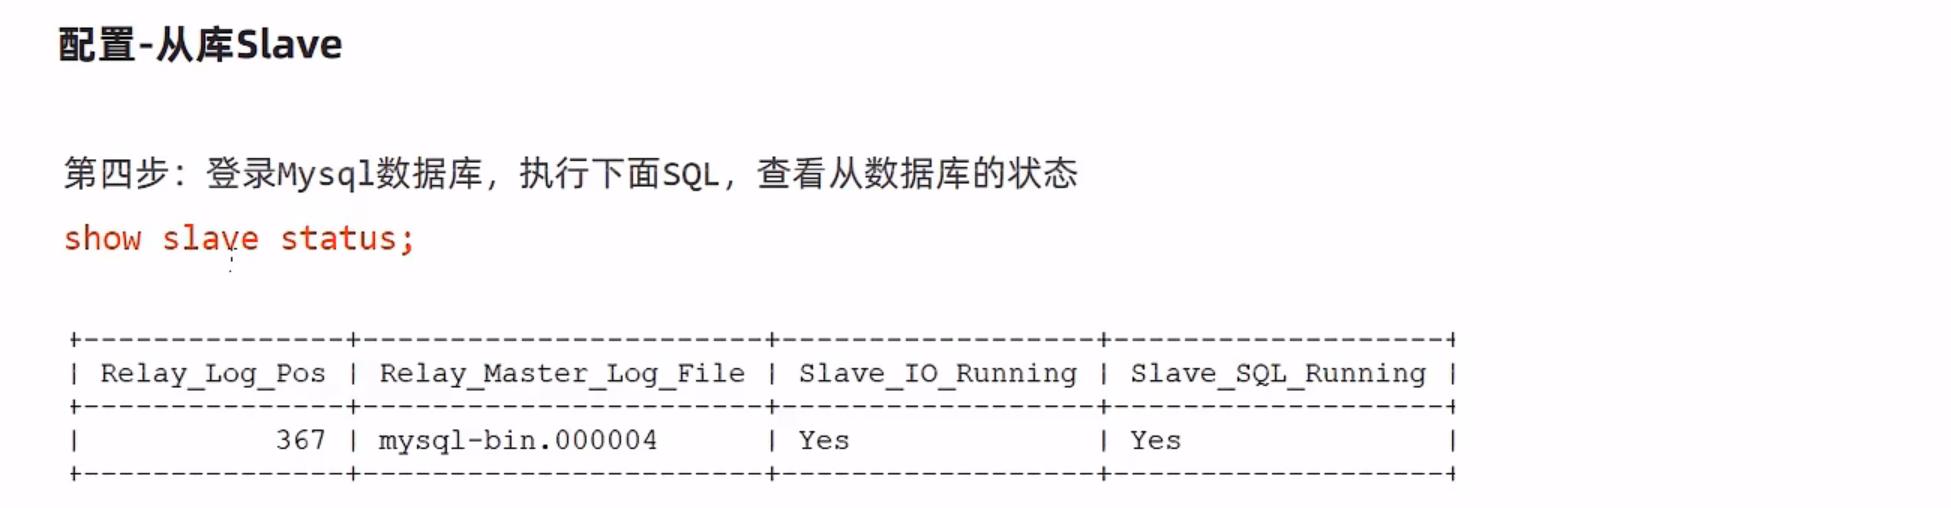 配置-从库Slave
第四步：登录Mysql数据库，执行下面SQL，查看从数据库的状态
show slave status;
+---------------+-----------------------+------------------+-------------------+
| Relay_Log_Pos | Relay_Master_Log_File | Slave_IO_Running | Slave_SQL_Running |
+---------------+-----------------------+------------------+-------------------+
|           367 | mysql-bin.000004      | Yes              | Yes               |
+---------------+-----------------------+------------------+-------------------+